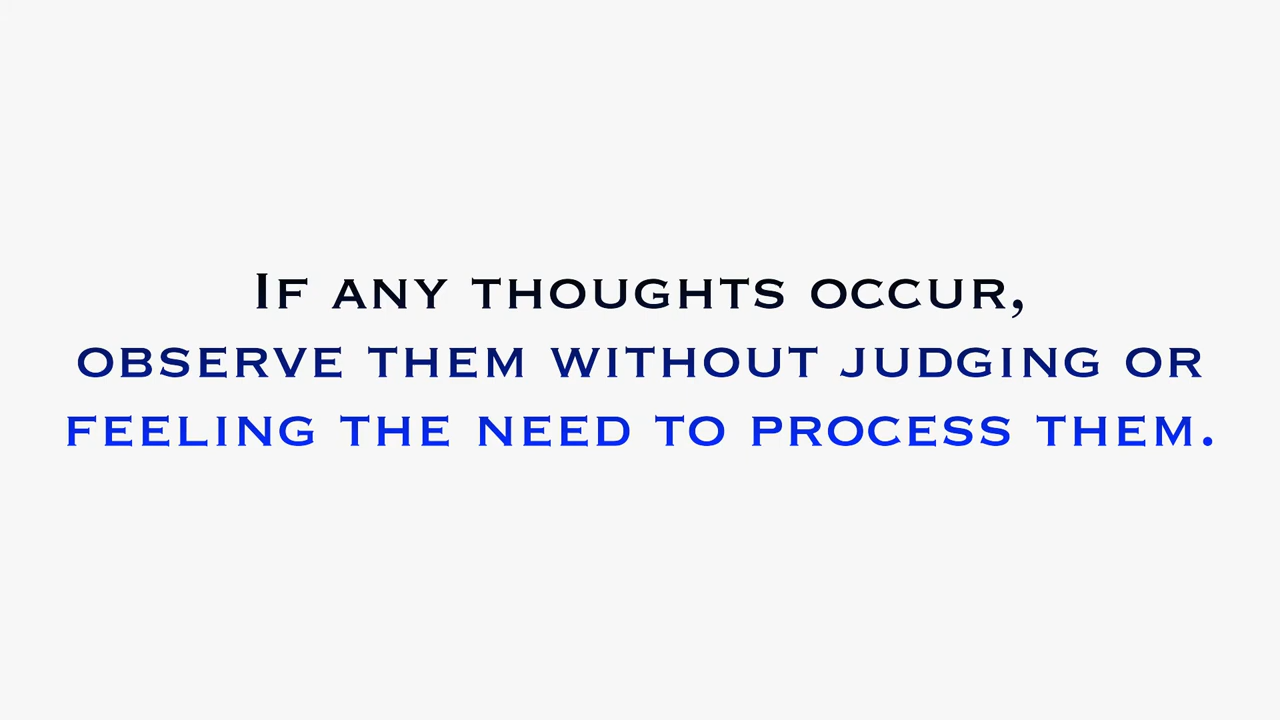 If any thoughts occur,
observe them without judging or
feeling the need to process them.